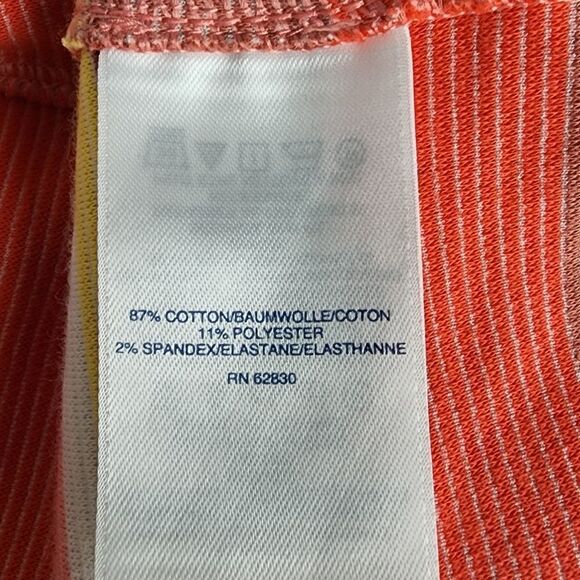 87% COTTON/BAUMWOLLE/COTON
11% POLYESTER
2% SPANDEX/ELASTANE/ELASTHANNE
RN 62830